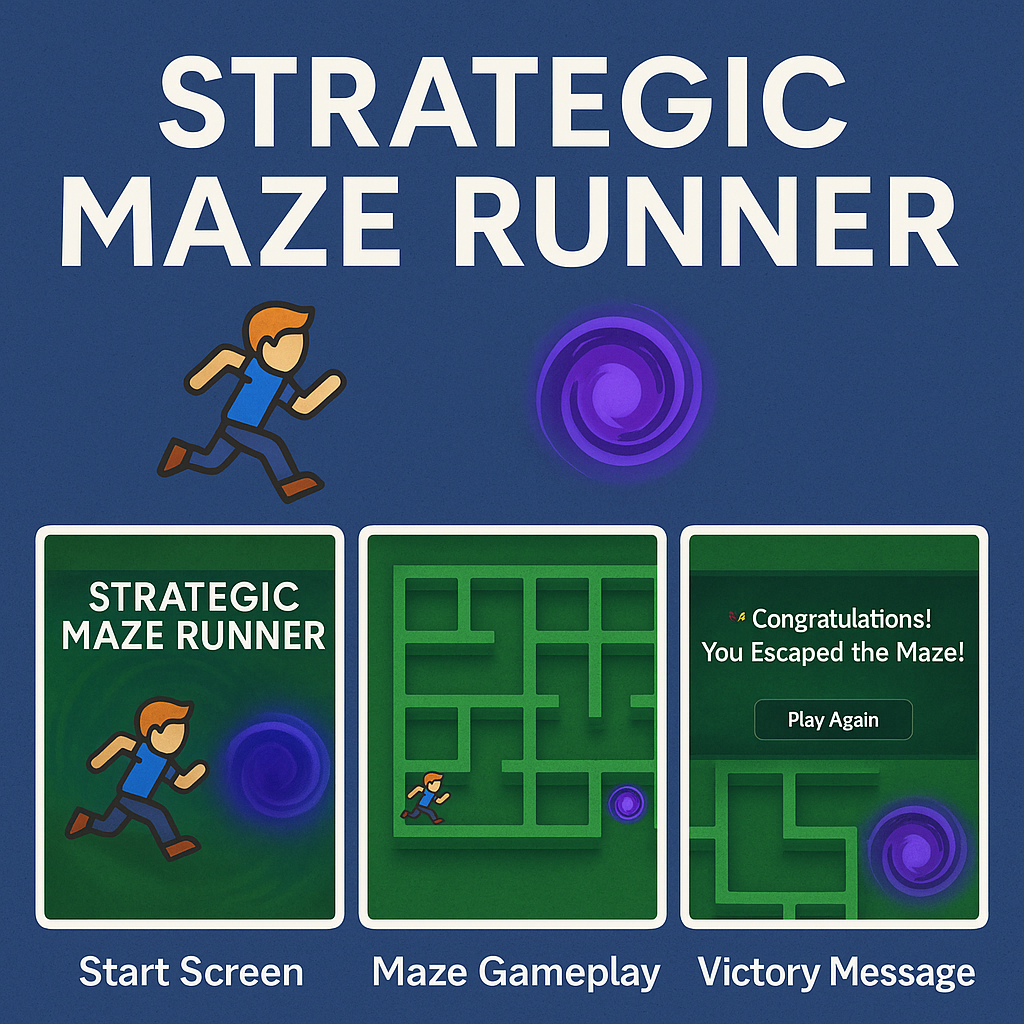 STRATEGIC
MAZE RUNNER
STRATEGIC
MAZE RUNNER
Congratulations!
You Escaped the Maze!
Play Again
Start Screen
Maze Gameplay
Victory Message